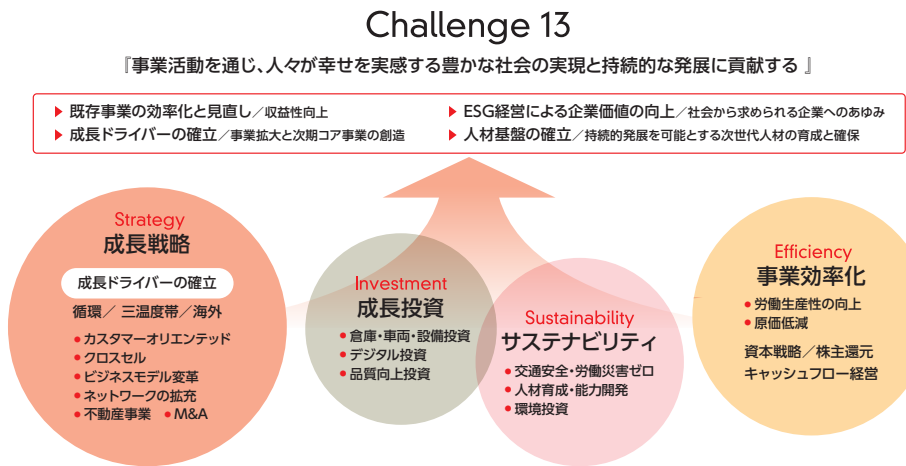 Challenge 13
『事業活動を通じ、人々が幸せを実感する豊かな社会の実現と持続的な発展に貢献する 』
▶ 既存事業の効率化と見直し／収益性向上
▶ 成長ドライバーの確立／事業拡大と次期コア事業の創造
▶ ESG経営による企業価値の向上／社会から求められる企業へのあゆみ
▶ 人材基盤の確立／持続的発展を可能とする次世代人材の育成と確保
Strategy
成長戦略
成長ドライバーの確立
循環／ 三温度帯／海外
● カスタマーオリエンテッド
● クロスセル
● ビジネスモデル変革
● ネットワークの拡充
● 不動産事業 ● M&A
Investment
成長投資
● 倉庫・車両・設備投資
● デジタル投資
● 品質向上投資
Sustainability
サステナビリティ
● 交通安全・労働災害ゼロ
● 人材育成・能力開発
● 環境投資
Efficiency
事業効率化
● 労働生産性の向上
● 原価低減
資本戦略／株主還元
キャッシュフロー経営